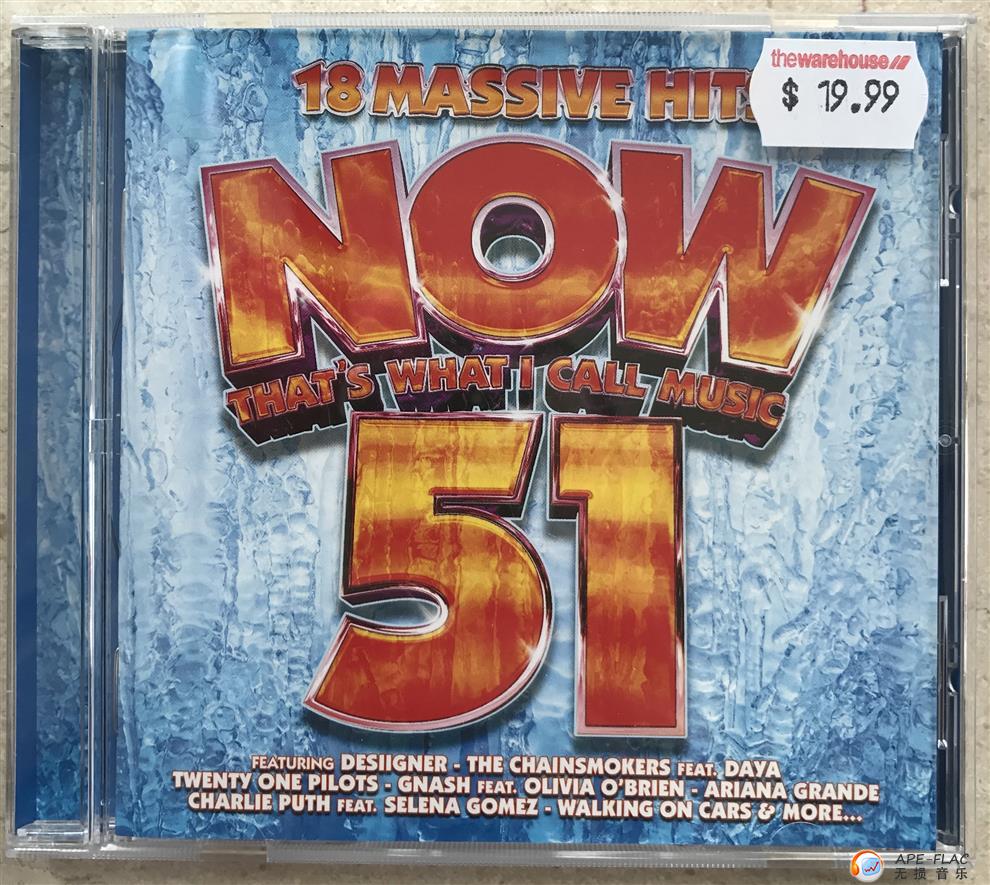 18 MASSIVE HIT
thewarehouse
$ 19.99
NOW
THAT'S WHAT I CALL MUSIC
51
FEATURING DESIIGNER - THE CHAINSMOKERS FEAT. DAYA
TWENTY ONE PILOTS - GNASH FEAT. OLIVIA O'BRIEN - ARIANA GRANDE
CHARLIE PUTH FEAT. SELENA GOMEZ - WALKING ON CARS & MORE...
APE-FLAC
无损音乐